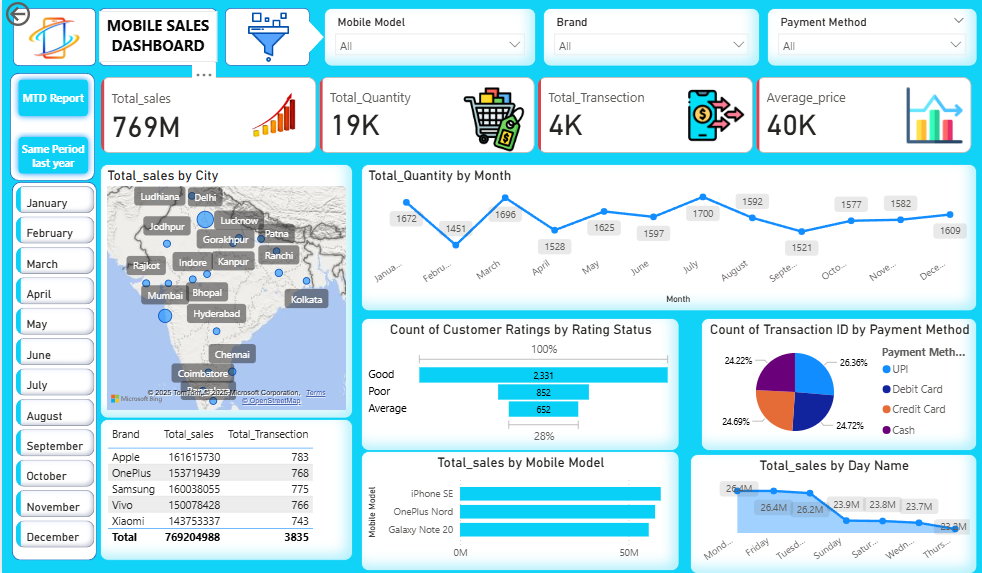 MOBILE SALES
DASHBOARD
Mobile Model
All
Brand
All
Payment Method
All
MTD Report
Same Period
last year
Total_sales
769M
Total_Quantity
19K
Total_Transection
4K
Average_price
40K
January
February
March
April
May
June
July
August
September
October
November
December
Total_sales by City
Ludhiana
Delhi
Jodhpur
Lucknow
Gorakhpur
Patna
Rajkot
Indore
Kanpur
Ranchi
Mumbai
Bhopal
Kolkata
Hyderabad
Chennai
Coimbatore
Microsoft Bing
© 2025 TomTom, © 2025 Microsoft Corporation, Terms
© OpenStreetMap
Total_Quantity by Month
1672
1451
1696
1528
1625
1597
1700
1592
1521
1577
1582
1609
Janua...
Febru...
March
April
May
June
July
August
Septe...
Octo...
Nove...
Dece...
Month
Count of Customer Ratings by Rating Status
100%
Good 2,331
Poor 852
Average 652
28%
Count of Transaction ID by Payment Method
24.22%
26.36%
24.69%
24.72%
Payment Meth...
UPI
Debit Card
Credit Card
Cash
Brand Total_sales Total_Transection
Apple 161615730 783
OnePlus 153719439 768
Samsung 160038055 775
Vivo 150078428 766
Xiaomi 143753337 743
Total 769204988 3835
Total_sales by Mobile Model
Mobile Model
iPhone SE
OnePlus Nord
Galaxy Note 20
0M 50M
Total_sales by Day Name
26.4M
26.4M
26.2M
23.9M
23.8M
23.7M
Mond...
Friday
Tuesd...
Sunday
Satur...
Wedn...
Thurs...